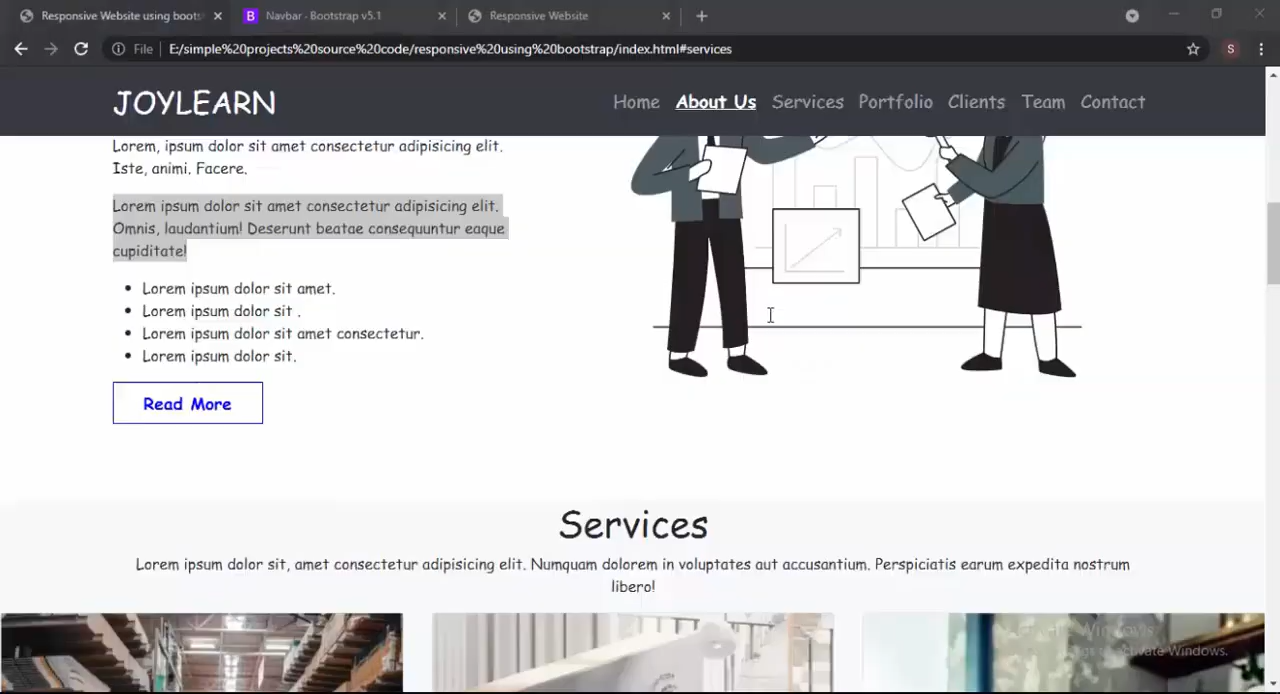 Responsive Website using boots
Navbar · Bootstrap v5.1
Responsive Website
File
E:/simple%20projects%20source%20code/responsive%20using%20bootstrap/index.html#services
S
JOYLEARN
Home About Us Services Portfolio Clients Team Contact
Lorem, ipsum dolor sit amet consectetur adipisicing elit.
Iste, animi. Facere.
Lorem ipsum dolor sit amet consectetur adipisicing elit.
Omnis, laudantium! Deserunt beatae consequuntur eaque
cupiditate!
Lorem ipsum dolor sit amet.
Lorem ipsum dolor sit .
Lorem ipsum dolor sit amet consectetur.
Lorem ipsum dolor sit.
Read More
Services
Lorem ipsum dolor sit, amet consectetur adipisicing elit. Numquam dolorem in voluptates aut accusantium. Perspiciatis earum expedita nostrum
libero!
Windows
to activate Windows.